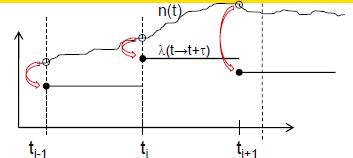 n(t)
λ(t→t+τ)
t_{i-1} t_i t_{i+1}